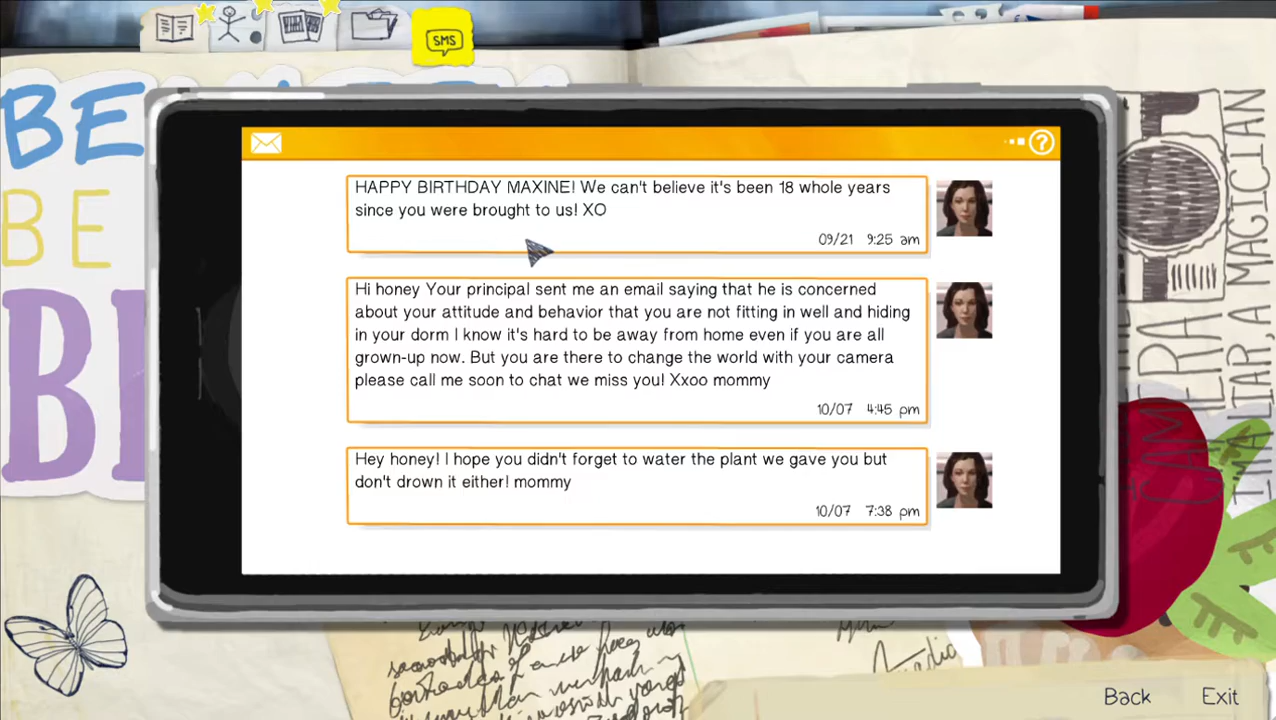 SMS
BE
BE
HAPPY BIRTHDAY MAXINE! We can't believe it's been 18 whole years
since you were brought to us! XO
09/21 9:25 am
Hi honey Your principal sent me an email saying that he is concerned
about your attitude and behavior that you are not fitting in well and hiding
in your dorm I know it's hard to be away from home even if you are all
grown-up now. But you are there to change the world with your camera
please call me soon to chat we miss you! Xxoo mommy
10/07 4:45 pm
Hey honey! I hope you didn't forget to water the plant we gave you but
don't drown it either! mommy
10/07 7:38 pm
CAMERA
MAGICIAN
Back Exit